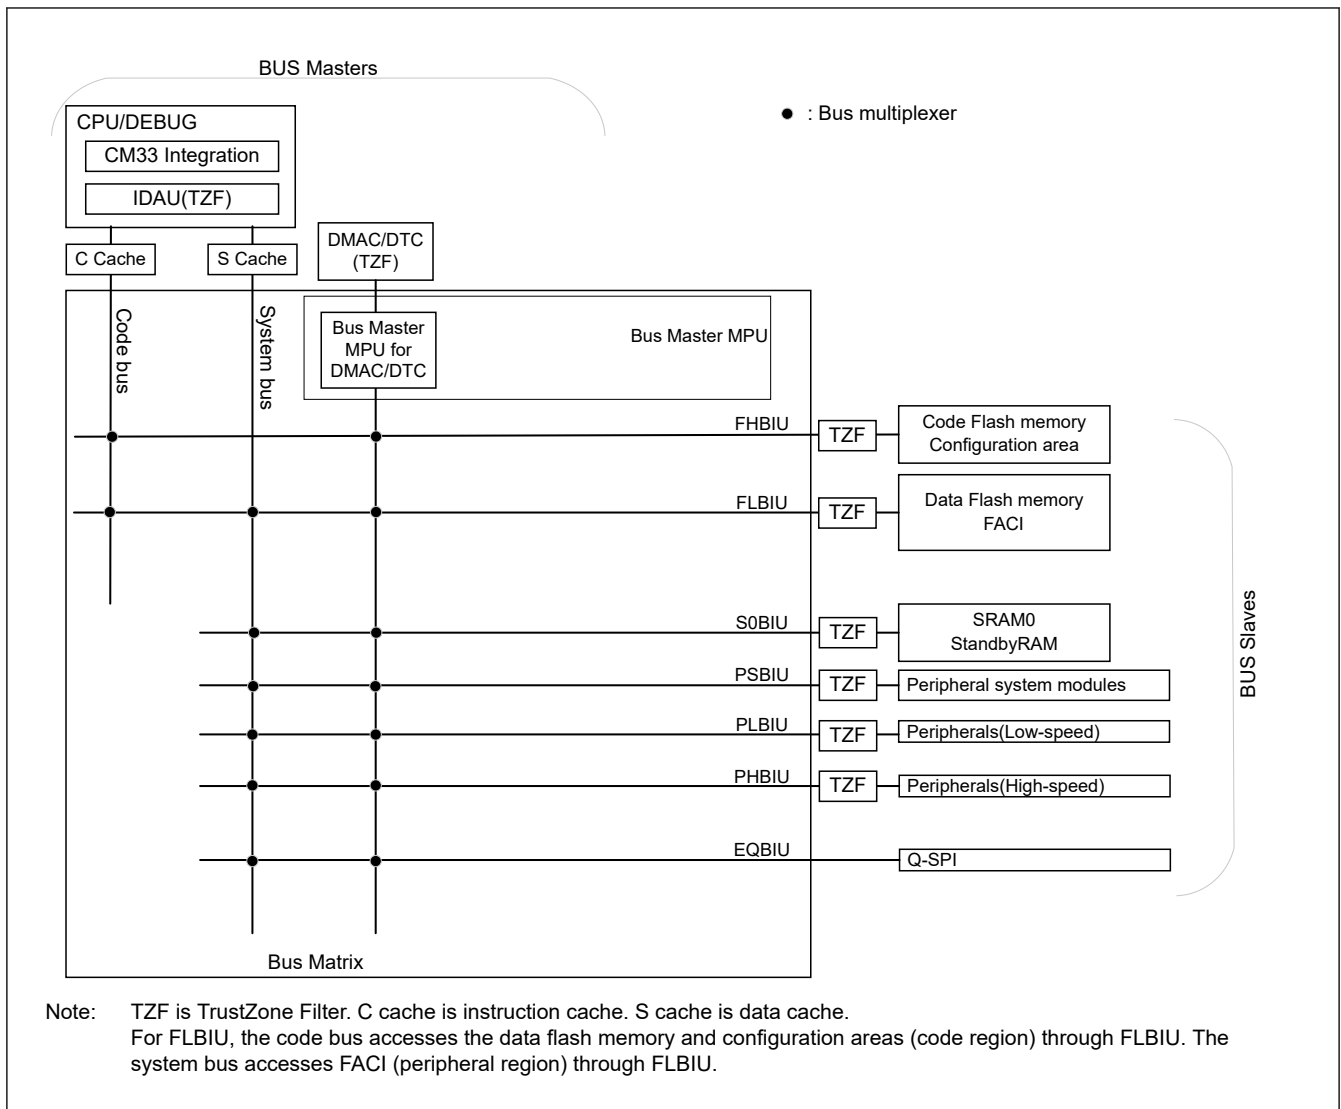 BUS Masters
: Bus multiplexer
CPU/DEBUG
CM33 Integration
IDAU(TZF)
C Cache
S Cache
DMAC/DTC
(TZF)
Code bus
System bus
Bus Master
MPU for
DMAC/DTC
Bus Master MPU
FHBIU
TZF
Code Flash memory
Configuration area
FLBIU
TZF
Data Flash memory
FACI
S0BIU
TZF
SRAM0
StandbyRAM
PSBIU
TZF
Peripheral system modules
PLBIU
TZF
Peripherals(Low-speed)
PHBIU
TZF
Peripherals(High-speed)
EQBIU
Q-SPI
BUS Slaves
Bus Matrix
Note: TZF is TrustZone Filter. C cache is instruction cache. S cache is data cache.
For FLBIU, the code bus accesses the data flash memory and configuration areas (code region) through FLBIU. The
system bus accesses FACI (peripheral region) through FLBIU.